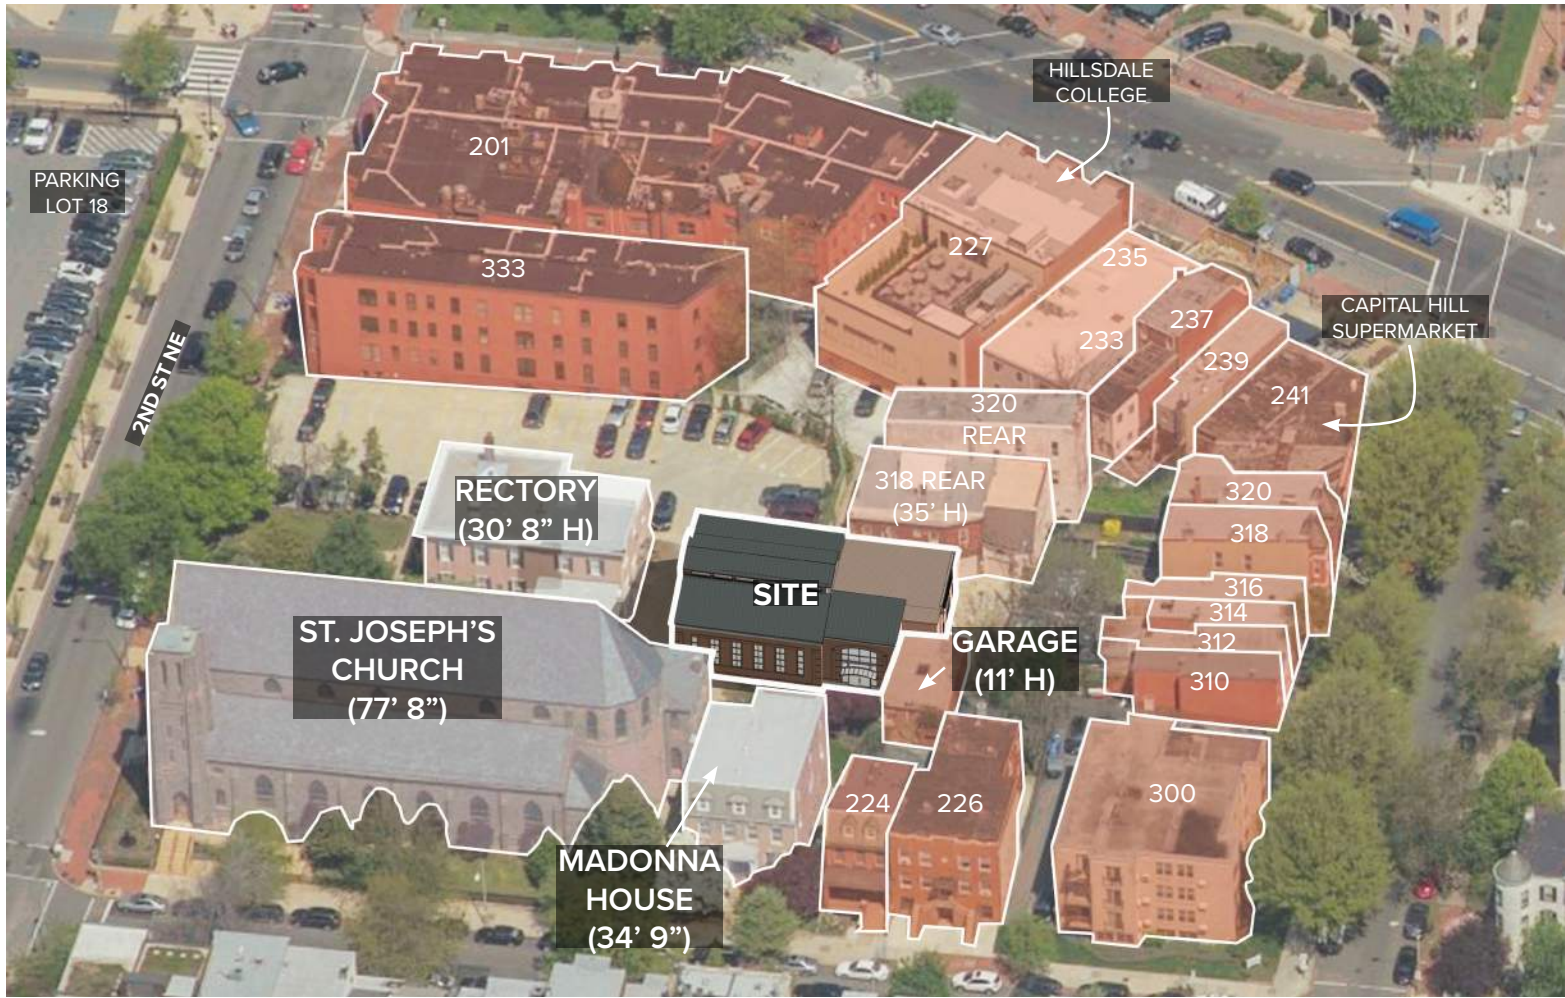 HILLSDALE
COLLEGE
201
PARKING
LOT 18
227
235
333
237
CAPITAL HILL
SUPERMARKET
233
239
2ND ST NE
241
320
REAR
RECTORY
(30’ 8” H)
318 REAR
(35’ H)
320
318
SITE
316
314
ST. JOSEPH’S
CHURCH
(77’ 8”)
GARAGE
(11’ H)
312
310
224
226
300
MADONNA
HOUSE
(34’ 9”)